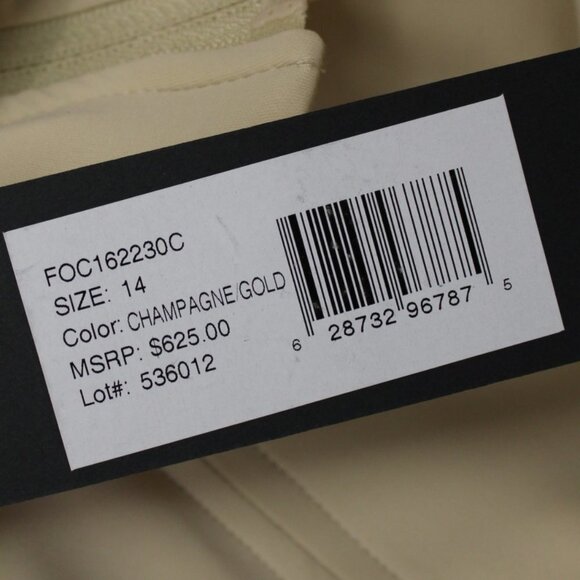 FOC162230C
SIZE: 14
Color: CHAMPAGNE/GOLD
MSRP: $625.00
Lot#: 536012
6 28732 96787 5